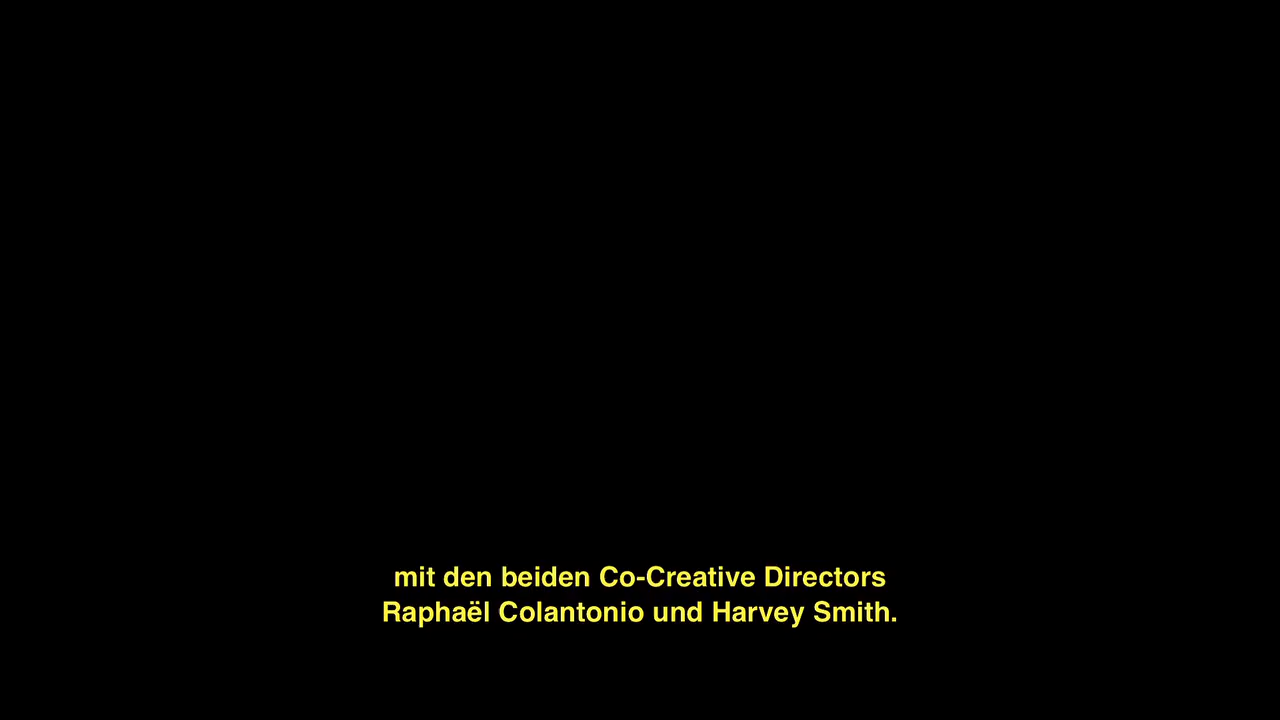 mit den beiden Co-Creative Directors
Raphaël Colantonio und Harvey Smith.